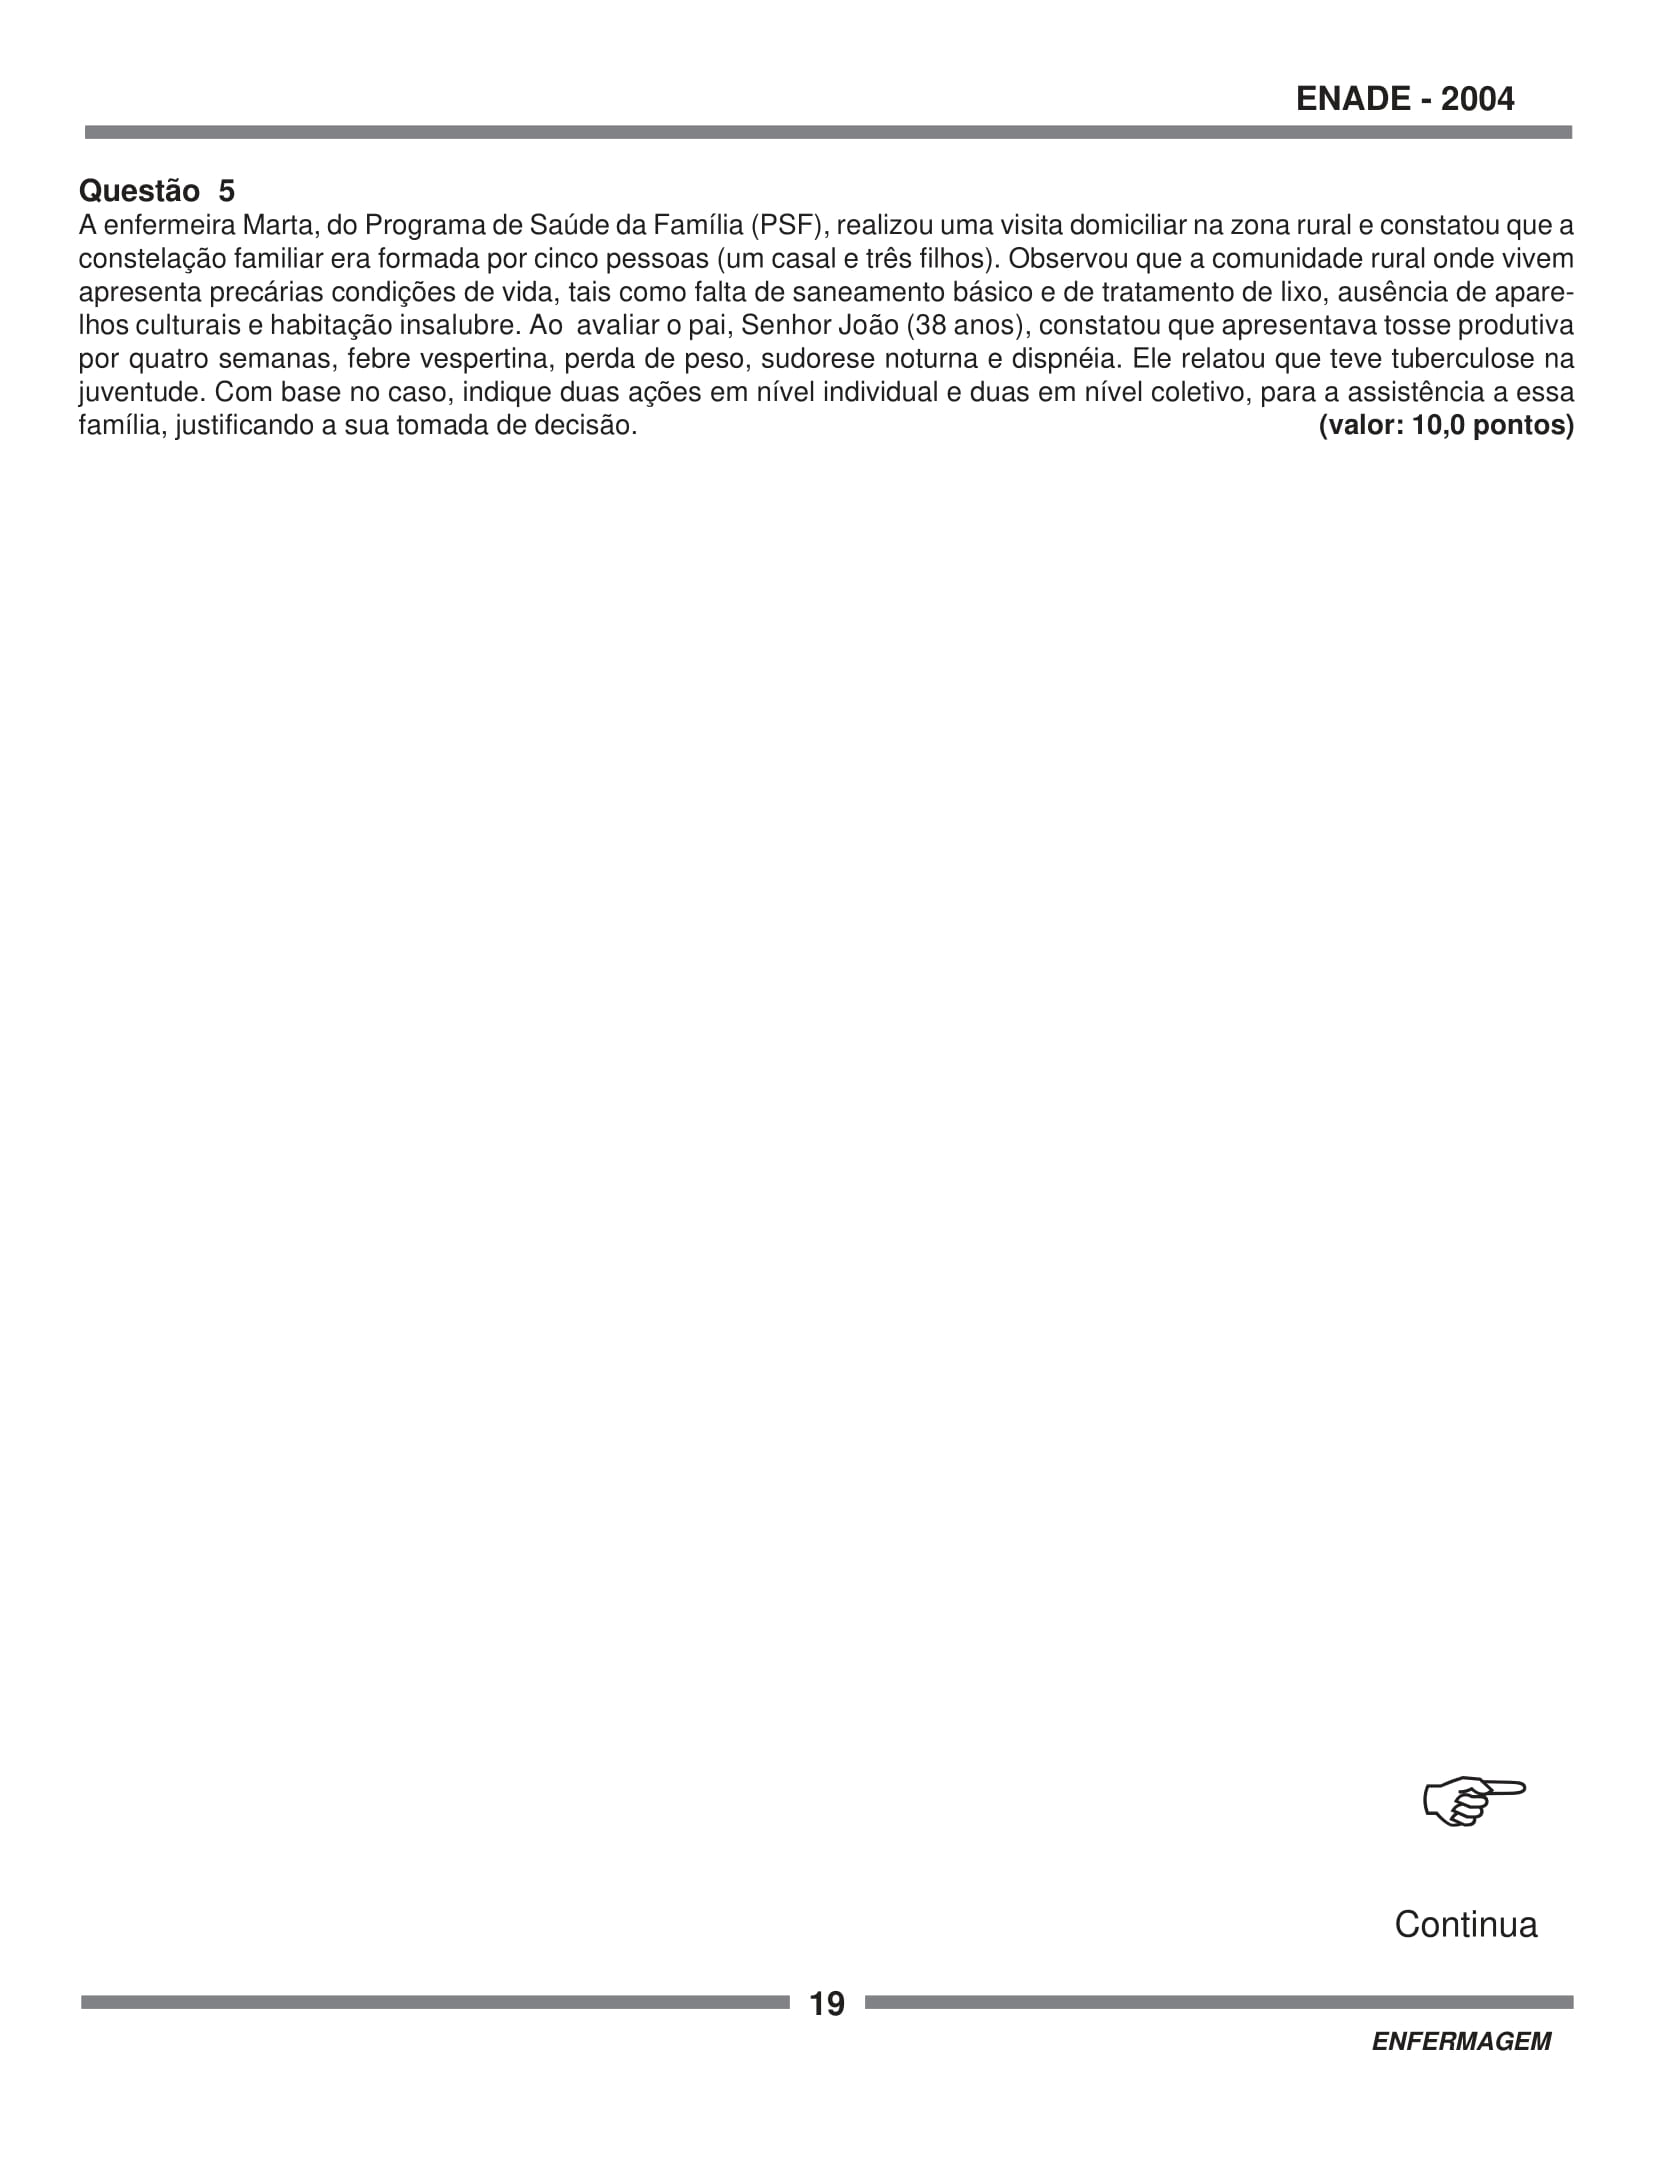 ENADE - 2004
Questão 5
A enfermeira Marta, do Programa de Saúde da Família (PSF), realizou uma visita domiciliar na zona rural e constatou que a
constelação familiar era formada por cinco pessoas (um casal e três filhos). Observou que a comunidade rural onde vivem
apresenta precárias condições de vida, tais como falta de saneamento básico e de tratamento de lixo, ausência de apare-
lhos culturais e habitação insalubre. Ao avaliar o pai, Senhor João (38 anos), constatou que apresentava tosse produtiva
por quatro semanas, febre vespertina, perda de peso, sudorese noturna e dispnéia. Ele relatou que teve tuberculose na
juventude. Com base no caso, indique duas ações em nível individual e duas em nível coletivo, para a assistência a essa
família, justificando a sua tomada de decisão. (valor: 10,0 pontos)
Continua
19
ENFERMAGEM